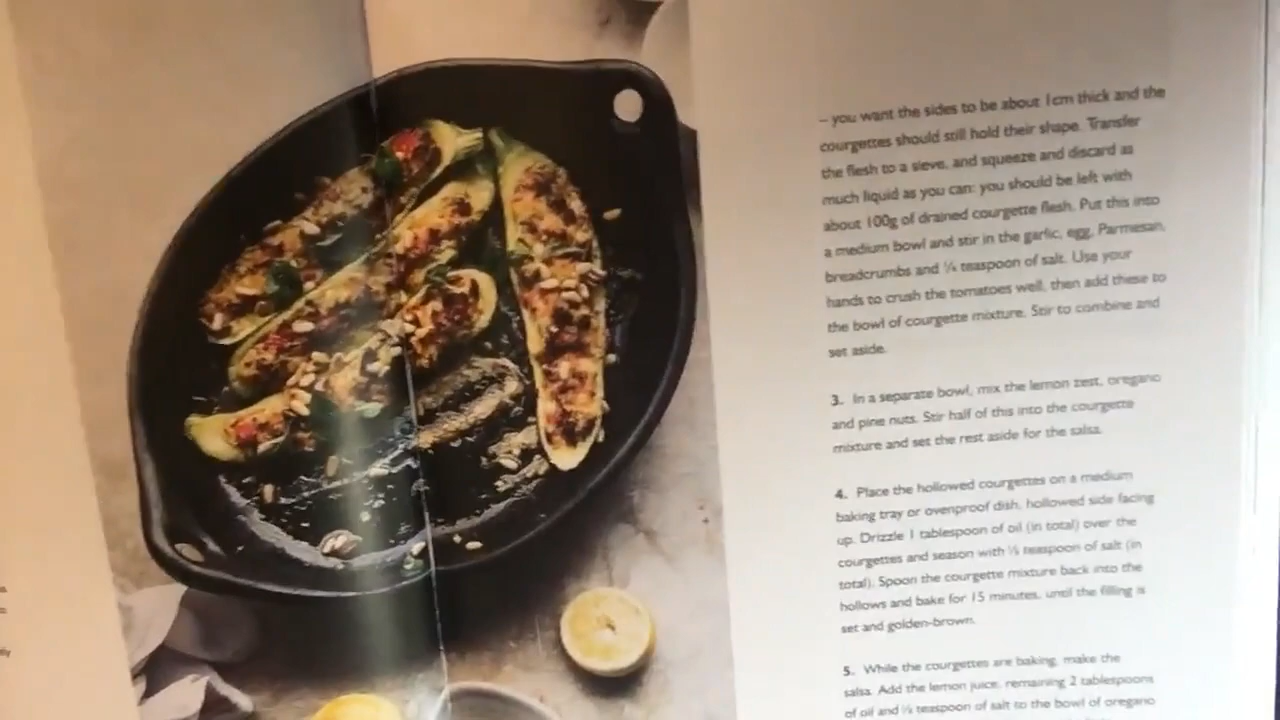 – you want the sides to be about 1cm thick and the
courgettes should still hold their shape. Transfer
the flesh to a sieve, and squeeze and discard as
much liquid as you can: you should be left with
about 100g of drained courgette flesh. Put this into
a medium bowl and stir in the garlic, egg, Parmesan,
breadcrumbs and ¼ teaspoon of salt. Use your
hands to crush the tomatoes well, then add these to
the bowl of courgette mixture. Stir to combine and
set aside.
3. In a separate bowl, mix the lemon zest, oregano
and pine nuts. Stir half of this into the courgette
mixture and set the rest aside for the salsa.
4. Place the hollowed courgettes on a medium
baking tray or ovenproof dish, hollowed side facing
up. Drizzle 1 tablespoon of oil (in total) over the
courgettes and season with ⅛ teaspoon of salt (in
total). Spoon the courgette mixture back into the
hollows and bake for 15 minutes, until the filling is
set and golden-brown.
5. While the courgettes are baking, make the
salsa. Add the lemon juice, remaining 2 tablespoons
of oil and ⅛ teaspoon of salt to the bowl of oregano